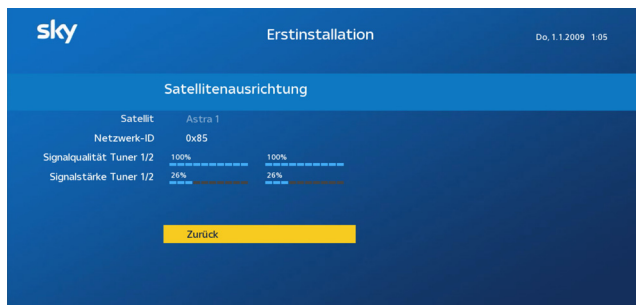 sky
Erstinstallation
Do, 1.1.2009 1:05
Satellitenausrichtung
Satellit Astra 1
Netzwerk-ID 0x85
Signalqualität Tuner 1/2 100% 100%
Signalstärke Tuner 1/2 26% 26%
Zurück